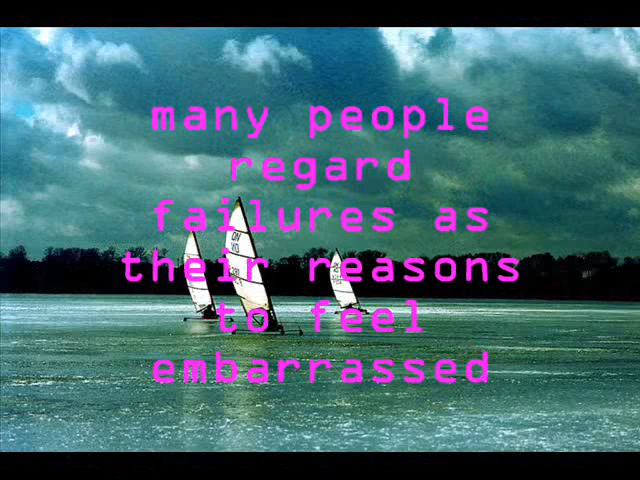 many people
regard
failures as
their reasons
to feel
embarrassed